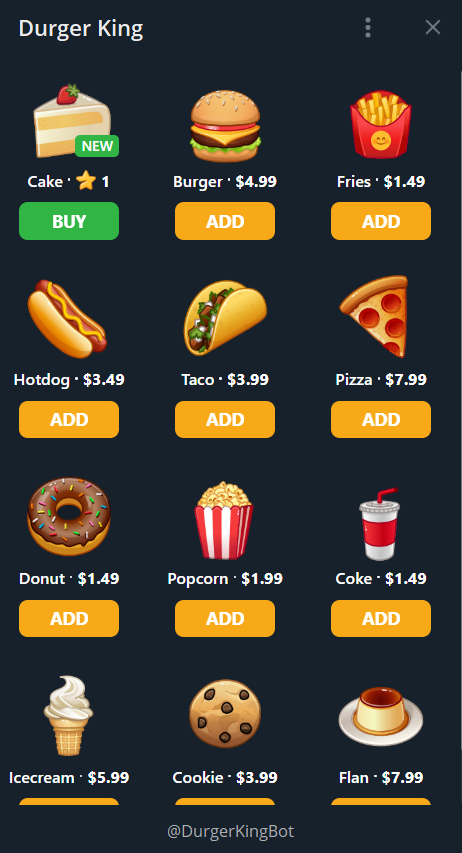 Durger King
NEW
Cake · ⭐ 1
Burger · $4.99
Fries · $1.49
BUY
ADD
ADD
Hotdog · $3.49
Taco · $3.99
Pizza · $7.99
ADD
ADD
ADD
Donut · $1.49
Popcorn · $1.99
Coke · $1.49
ADD
ADD
ADD
Icecream · $5.99
Cookie · $3.99
Flan · $7.99
@DurgerKingBot